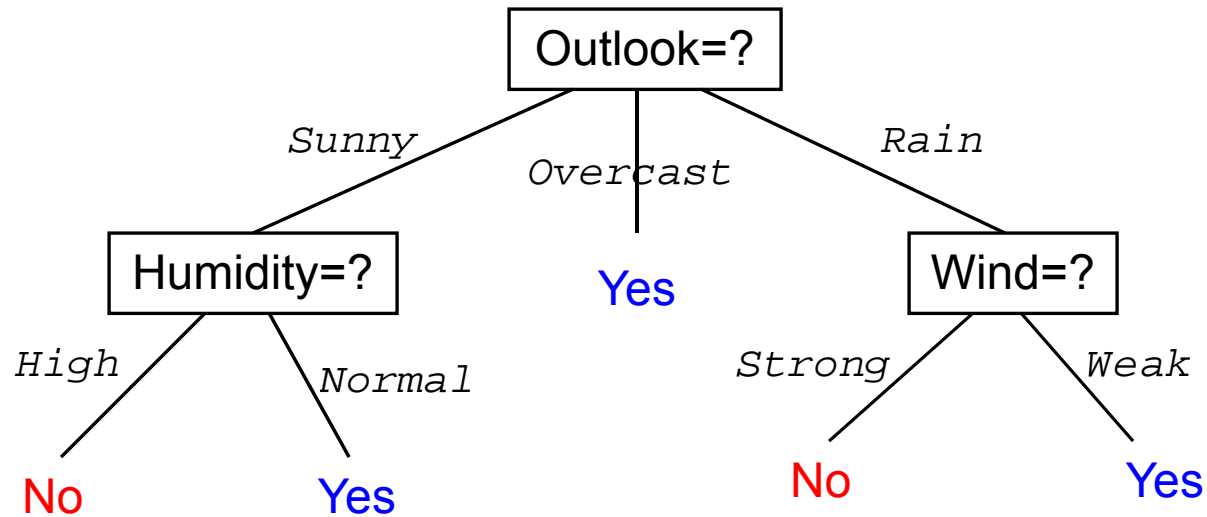 Outlook=?
Sunny
Overcast
Rain
Humidity=?
Yes
Wind=?
High
Normal
Strong
Weak
No
Yes
No
Yes